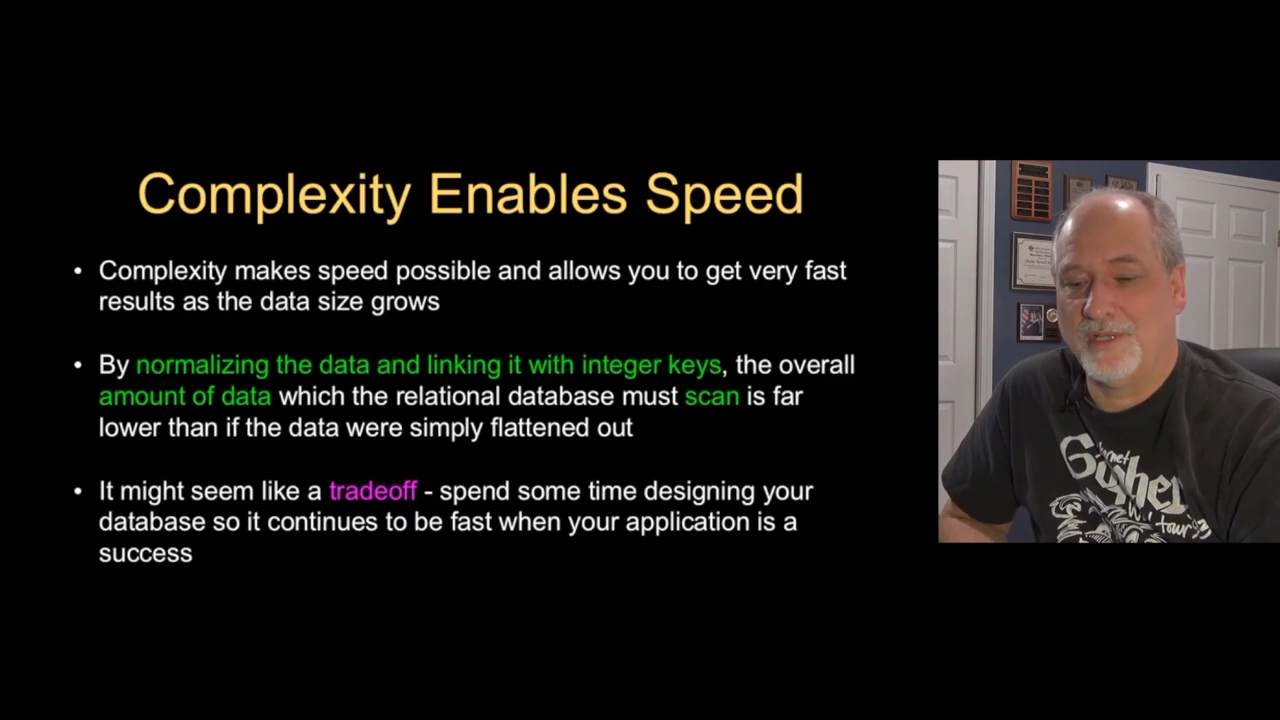 Complexity Enables Speed
• Complexity makes speed possible and allows you to get very fast
results as the data size grows
• By normalizing the data and linking it with integer keys, the overall
amount of data which the relational database must scan is far
lower than if the data were simply flattened out
• It might seem like a tradeoff - spend some time designing your
database so it continues to be fast when your application is a
success
Gopher
tour